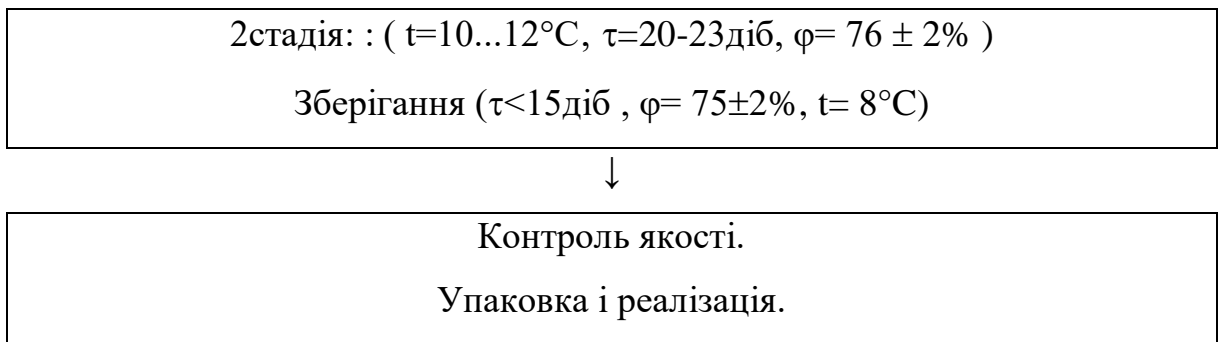 2стадія: : ( t=10...12°С, τ=20-23діб, φ= 76 ± 2% )
Зберігання (τ<15діб , φ= 75±2%, t= 8°С)
↓
Контроль якості.
Упаковка і реалізація.